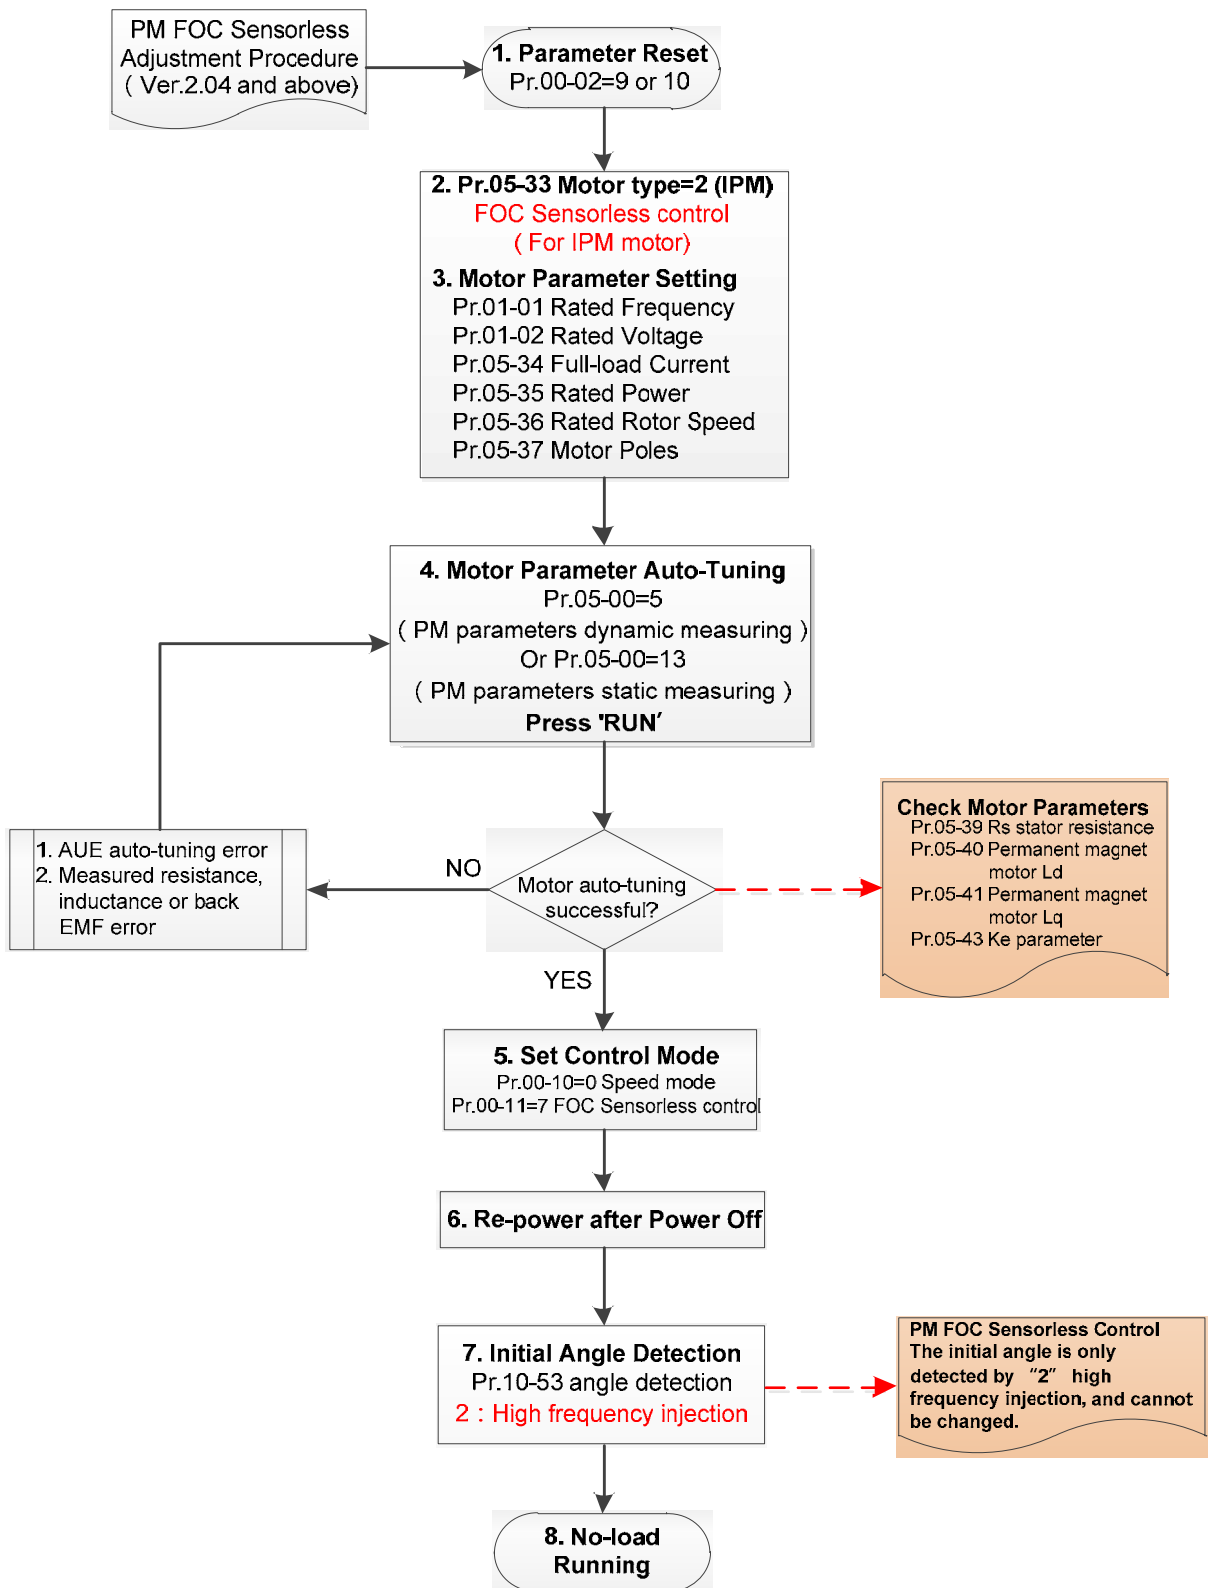 PM FOC Sensorless
Adjustment Procedure
( Ver.2.04 and above)
1. Parameter Reset
Pr.00-02=9 or 10
2. Pr.05-33 Motor type=2 (IPM)
FOC Sensorless control
( For IPM motor)
3. Motor Parameter Setting
Pr.01-01 Rated Frequency
Pr.01-02 Rated Voltage
Pr.05-34 Full-load Current
Pr.05-35 Rated Power
Pr.05-36 Rated Rotor Speed
Pr.05-37 Motor Poles
4. Motor Parameter Auto-Tuning
Pr.05-00=5
( PM parameters dynamic measuring )
Or Pr.05-00=13
( PM parameters static measuring )
Press 'RUN'
Motor auto-tuning
successful?
NO
1. AUE auto-tuning error
2. Measured resistance,
inductance or back
EMF error
Check Motor Parameters
Pr.05-39 Rs stator resistance
Pr.05-40 Permanent magnet
motor Ld
Pr.05-41 Permanent magnet
motor Lq
Pr.05-43 Ke parameter
YES
5. Set Control Mode
Pr.00-10=0 Speed mode
Pr.00-11=7 FOC Sensorless control
6. Re-power after Power Off
7. Initial Angle Detection
Pr.10-53 angle detection
2 : High frequency injection
PM FOC Sensorless Control
The initial angle is only
detected by “2” high
frequency injection, and cannot
be changed.
8. No-load
Running